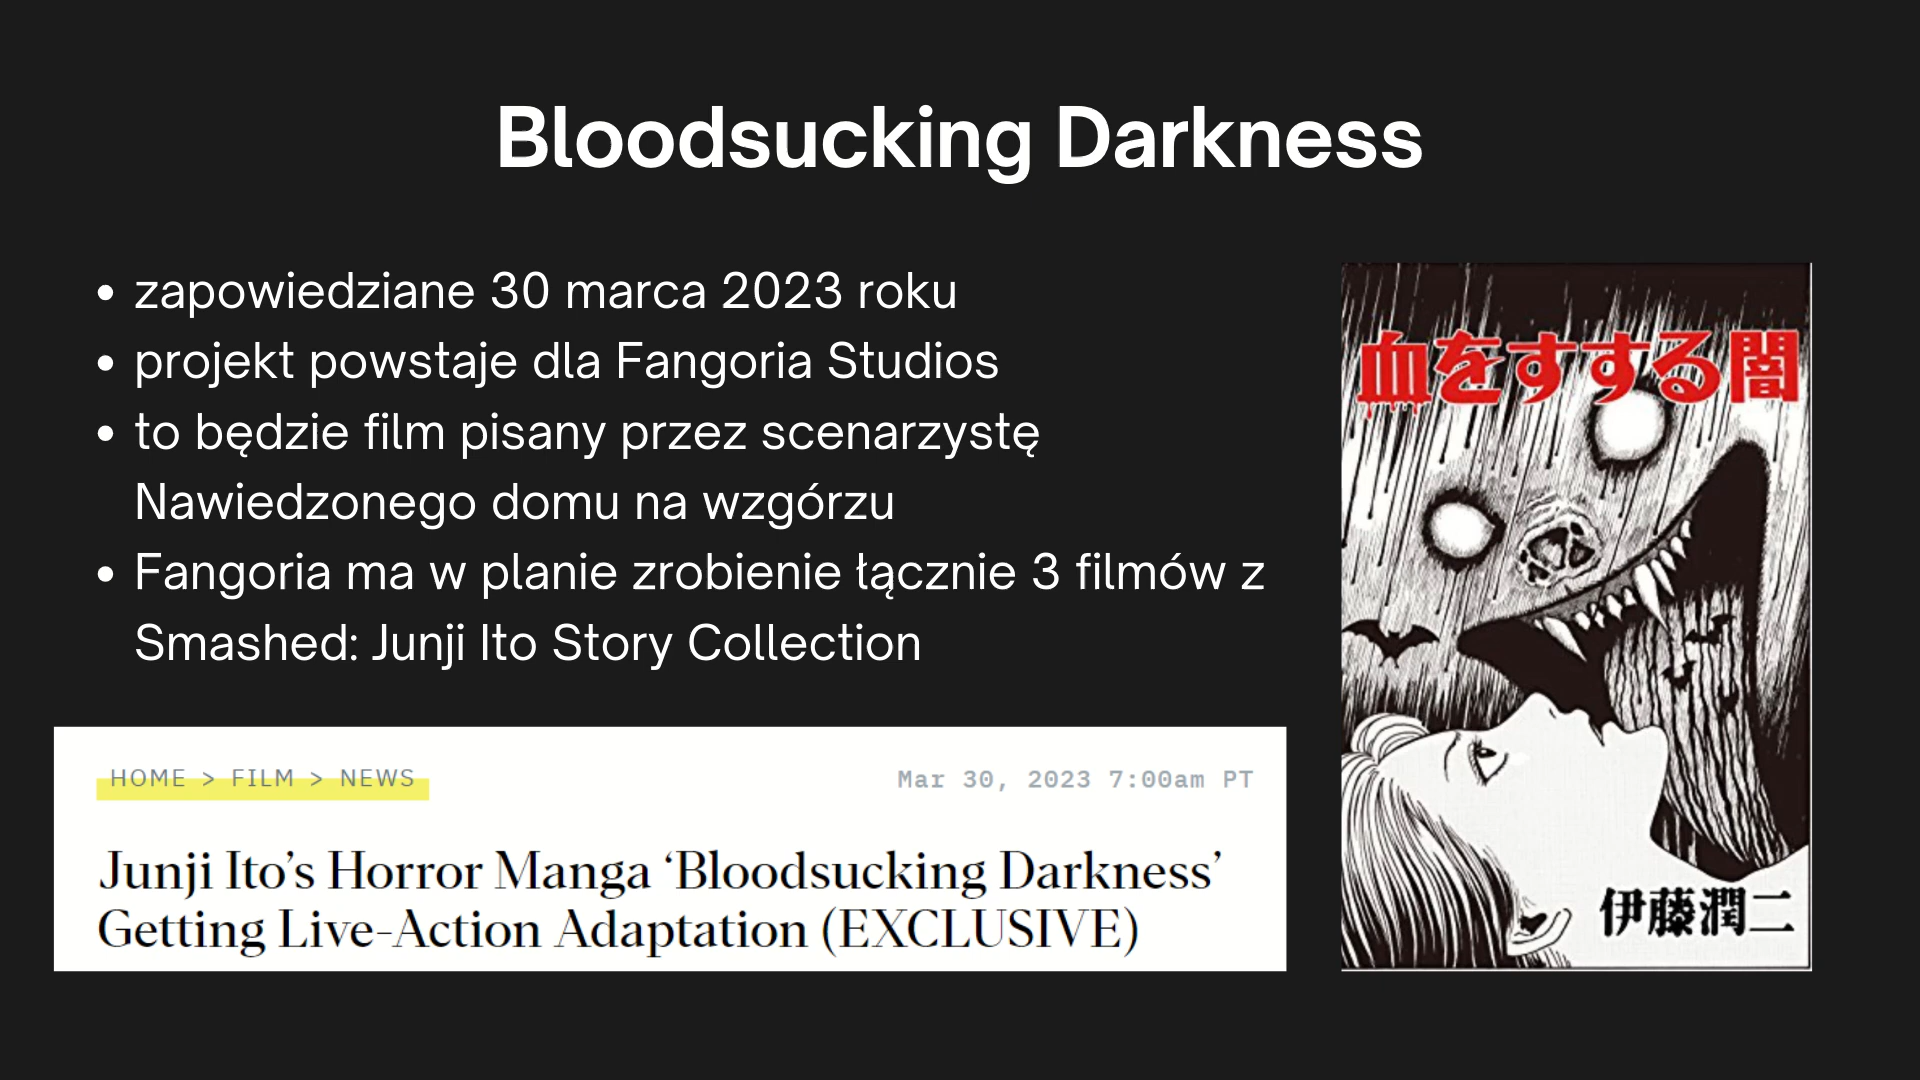 Bloodsucking Darkness
• zapowiedziane 30 marca 2023 roku
• projekt powstaje dla Fangoria Studios
• to będzie film pisany przez scenarzystę
Nawiedzonego domu na wzgórzu
• Fangoria ma w planie zrobienie łącznie 3 filmów z
Smashed: Junji Ito Story Collection
HOME > FILM > NEWS
Mar 30, 2023 7:00am PT
Junji Ito’s Horror Manga ‘Bloodsucking Darkness’
Getting Live-Action Adaptation (EXCLUSIVE)
血をすする闇
伊藤潤二